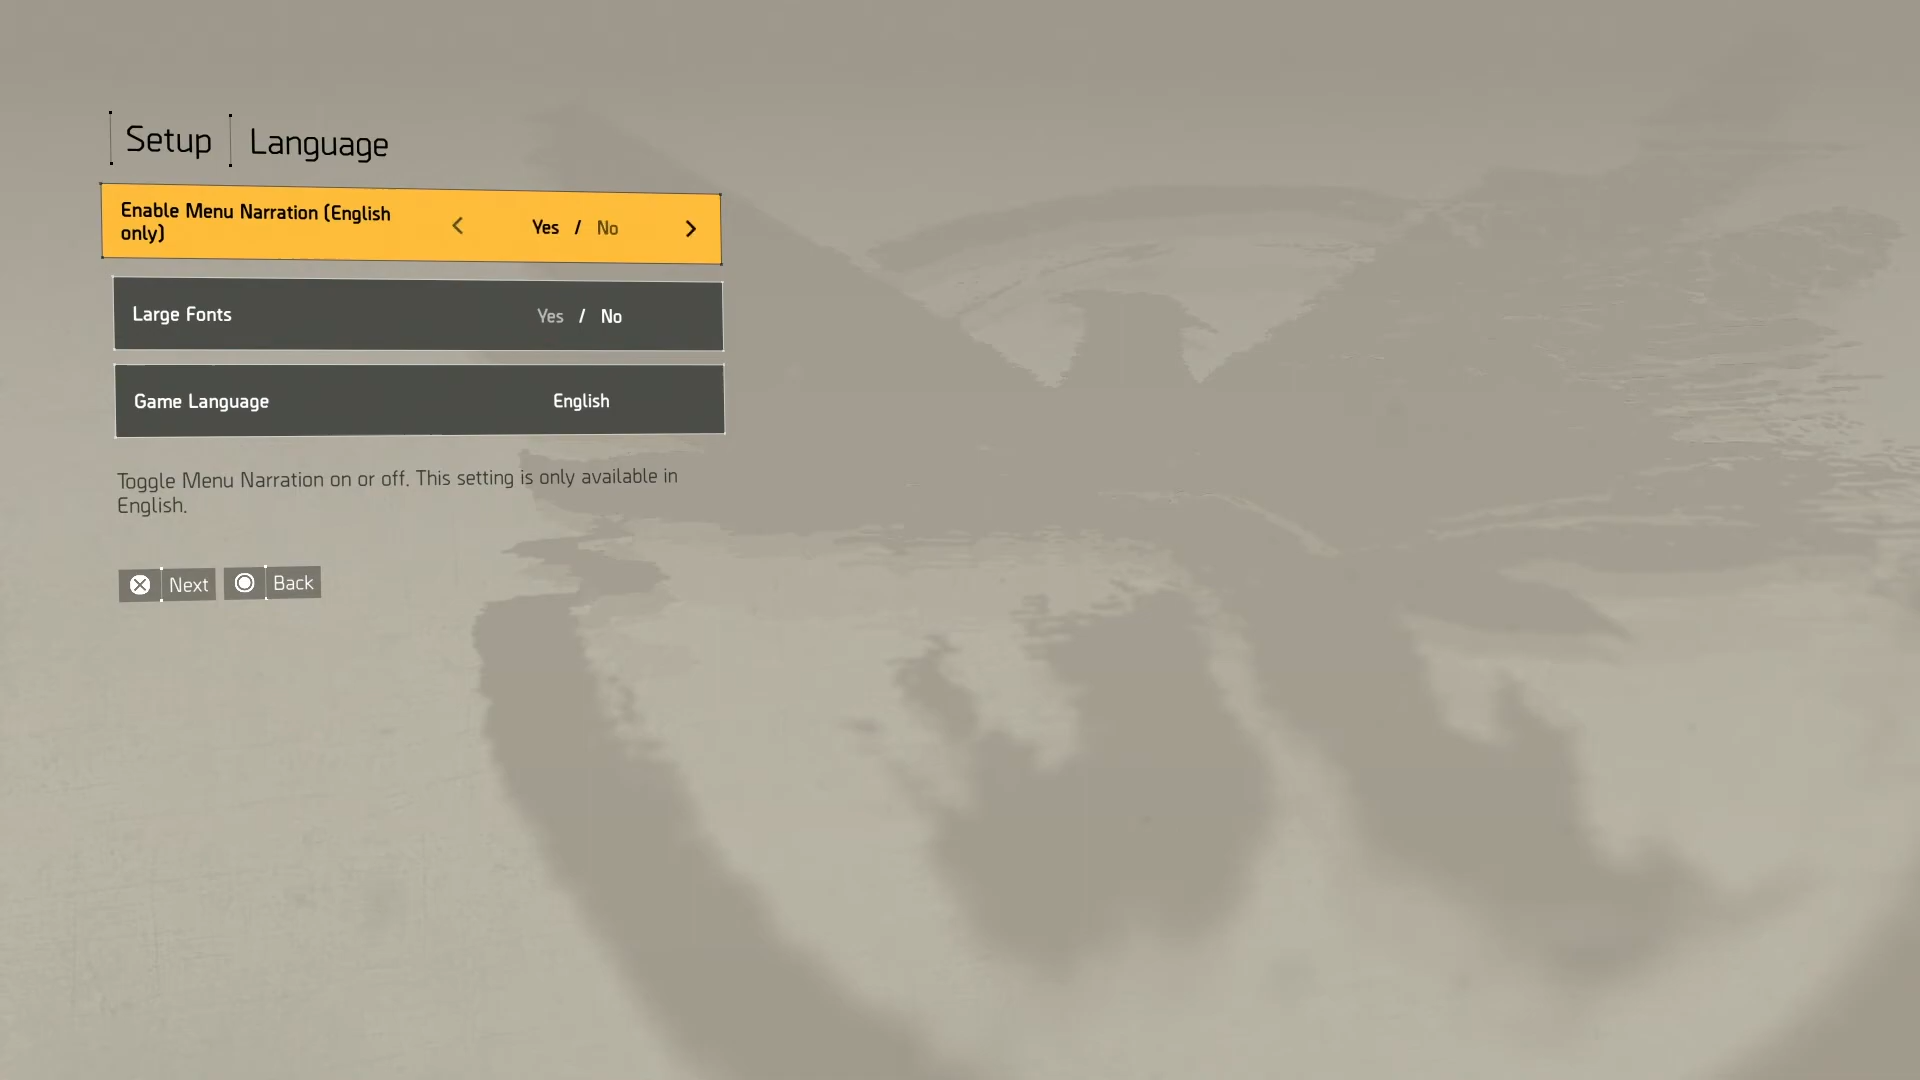 Setup Language
Enable Menu Narration (English
only)
Yes / No
Large Fonts Yes / No
Game Language English
Toggle Menu Narration on or off. This setting is only available in
English.
Next Back